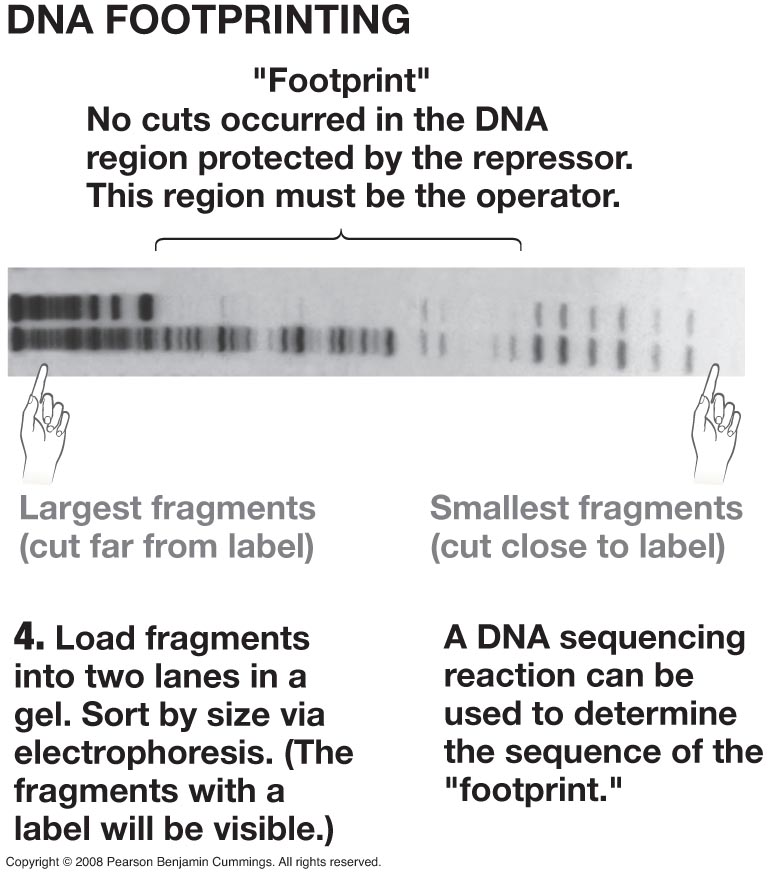 DNA FOOTPRINTING
"Footprint"
No cuts occurred in the DNA
region protected by the repressor.
This region must be the operator.
Largest fragments
(cut far from label)
Smallest fragments
(cut close to label)
4. Load fragments
into two lanes in a
gel. Sort by size via
electrophoresis. (The
fragments with a
label will be visible.)
A DNA sequencing
reaction can be
used to determine
the sequence of the
"footprint."
Copyright © 2008 Pearson Benjamin Cummings. All rights reserved.